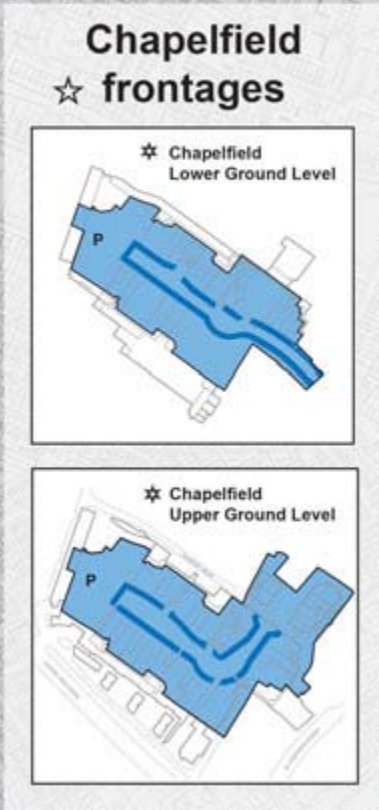 Chapelfield
☆ frontages
Chapelfield
Lower Ground Level
P
Chapelfield
Upper Ground Level
P